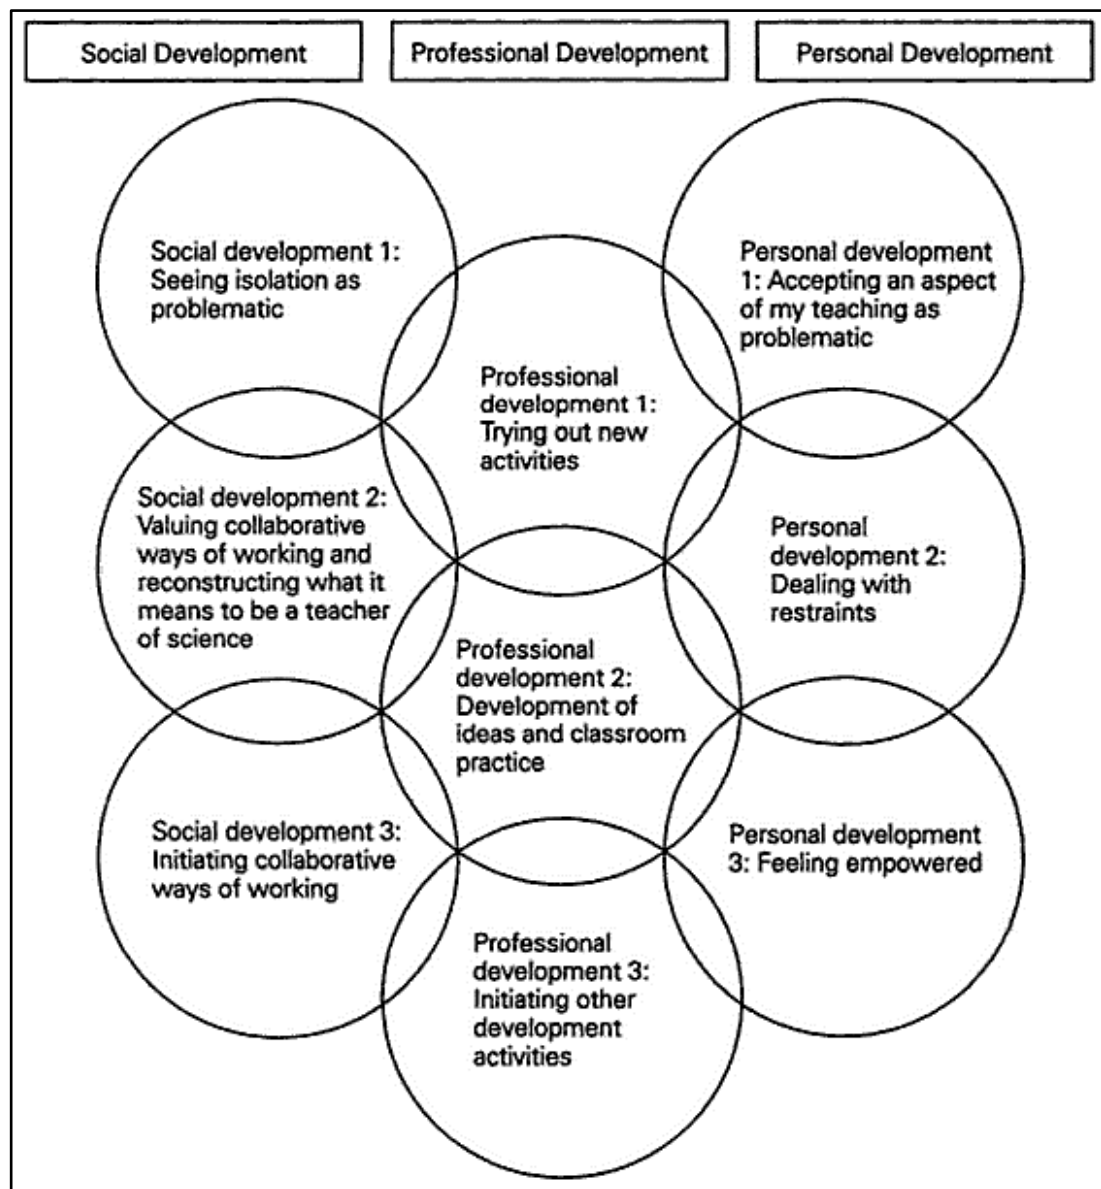 Social Development
Professional Development
Personal Development
Social development 1:
Seeing isolation as
problematic
Personal development
1: Accepting an aspect
of my teaching as
problematic
Professional
development 1:
Trying out new
activities
Social development 2:
Valuing collaborative
ways of working and
reconstructing what it
means to be a teacher
of science
Personal
development 2:
Dealing with
restraints
Professional
development 2:
Development of
ideas and classroom
practice
Social development 3:
Initiating collaborative
ways of working
Personal development
3: Feeling empowered
Professional
development 3:
Initiating other
development
activities